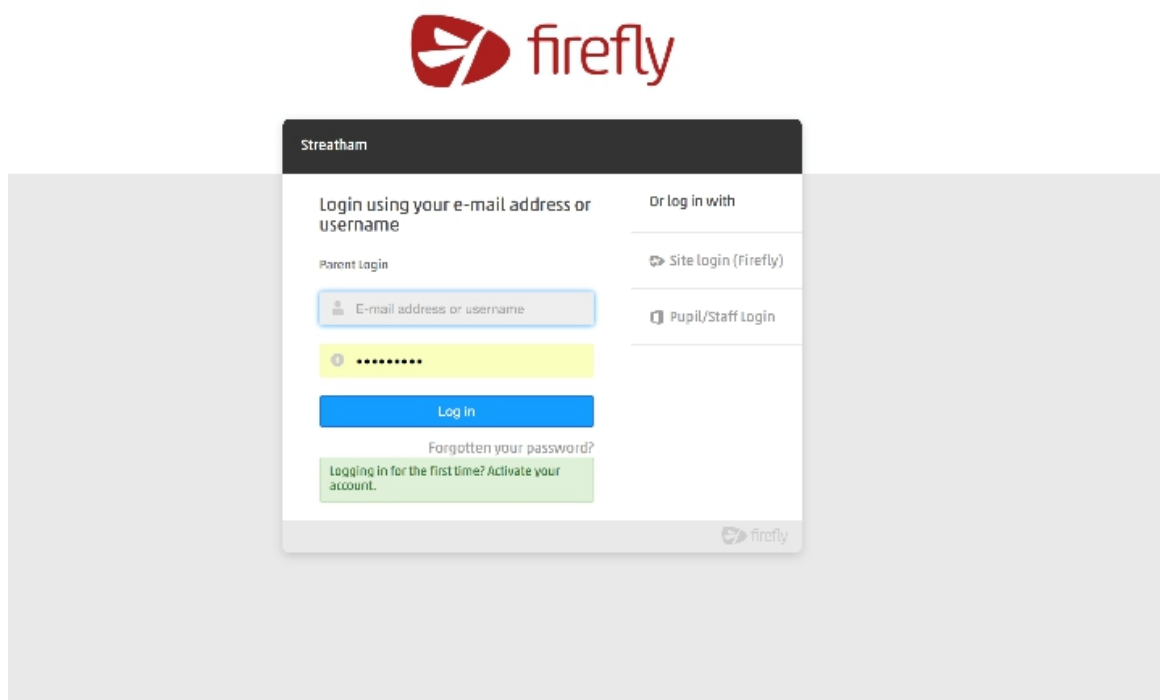 firefly
Streatham
Login using your e-mail address or
username
Parent Login
E-mail address or username
•••••••••
Log in
Forgotten your password?
Logging in for the first time? Activate your
account.
Or log in with
Site login (Firefly)
Pupil/Staff Login
firefly